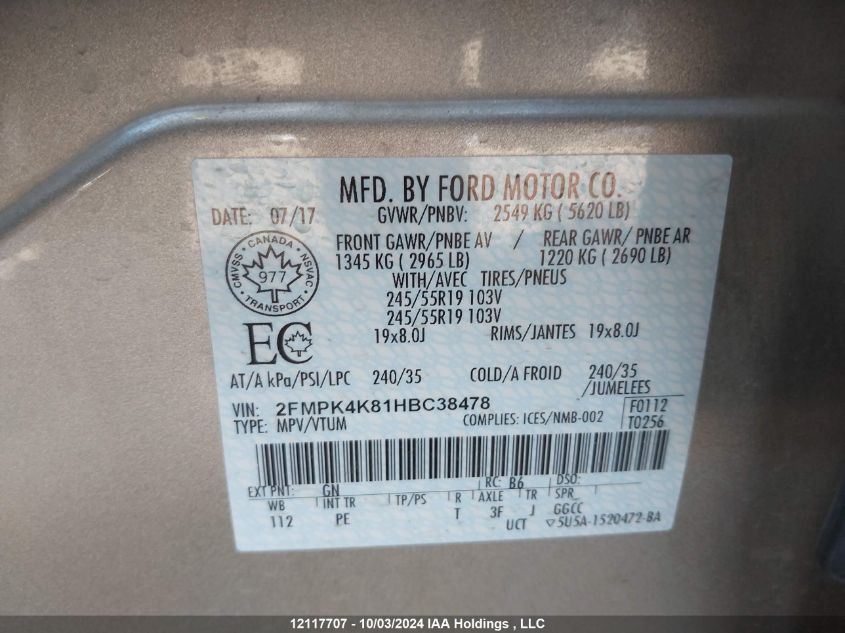 MFD. BY FORD MOTOR CO.
DATE: 07/17 GVWR/PNBV: 2549 KG ( 5620 LB)
FRONT GAWR/PNBE AV / REAR GAWR/ PNBE AR
1345 KG ( 2965 LB) 1220 KG ( 2690 LB)
WITH/AVEC TIRES/PNEUS
245/55R19 103V
245/55R19 103V
19x8.0J RIMS/JANTES 19x8.0J
CMVSS CANADA NSVAC
977
TRANSPORT
EC
AT/A kPa/PSI/LPC 240/35 COLD/A FROID 240/35
/JUMELEES
VIN: 2FMPK4K81HBC38478 F0112
TYPE: MPV/VTUM COMPLIES: ICES/NMB-002 T0256
EXT PNT: GN RC: B6 DSO:
WB INT TR TP/PS R AXLE TR SPR
112 PE T 3F J GGCC
UCT ▽5U5A-1520472-BA
12117707 - 10/03/2024 IAA Holdings , LLC